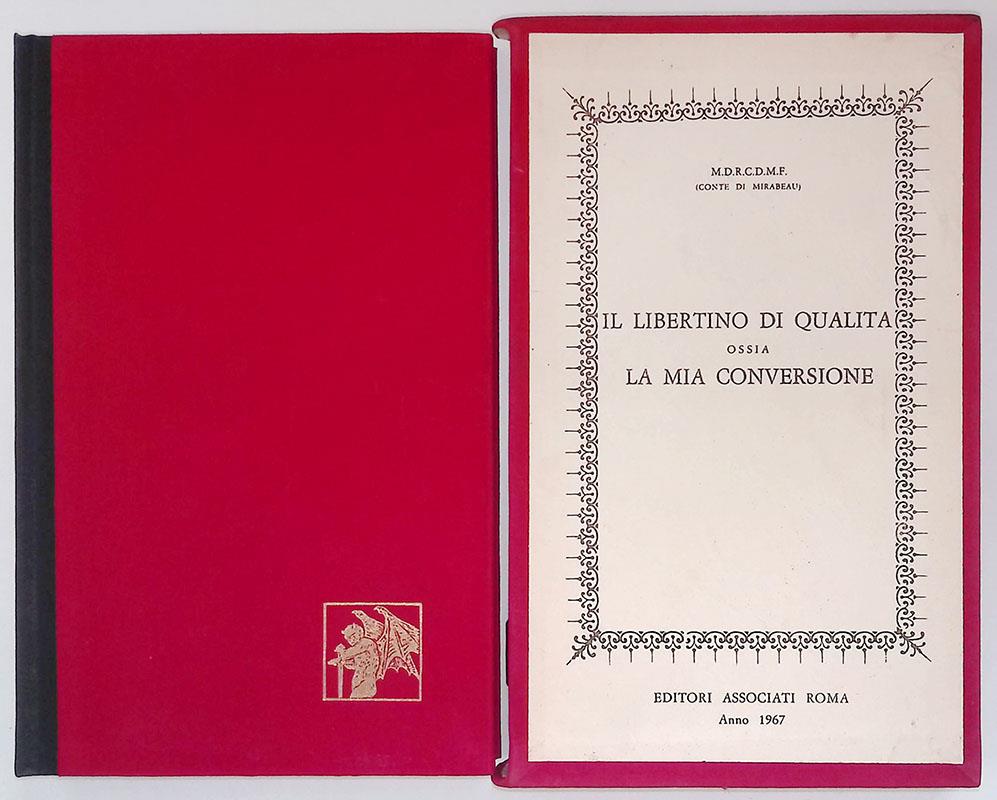 M.D.R.C.D.M.F.
(CONTE DI MIRABEAU)
IL LIBERTINO DI QUALITA
OSSIA
LA MIA CONVERSIONE
EDITORI ASSOCIATI ROMA
Anno 1967